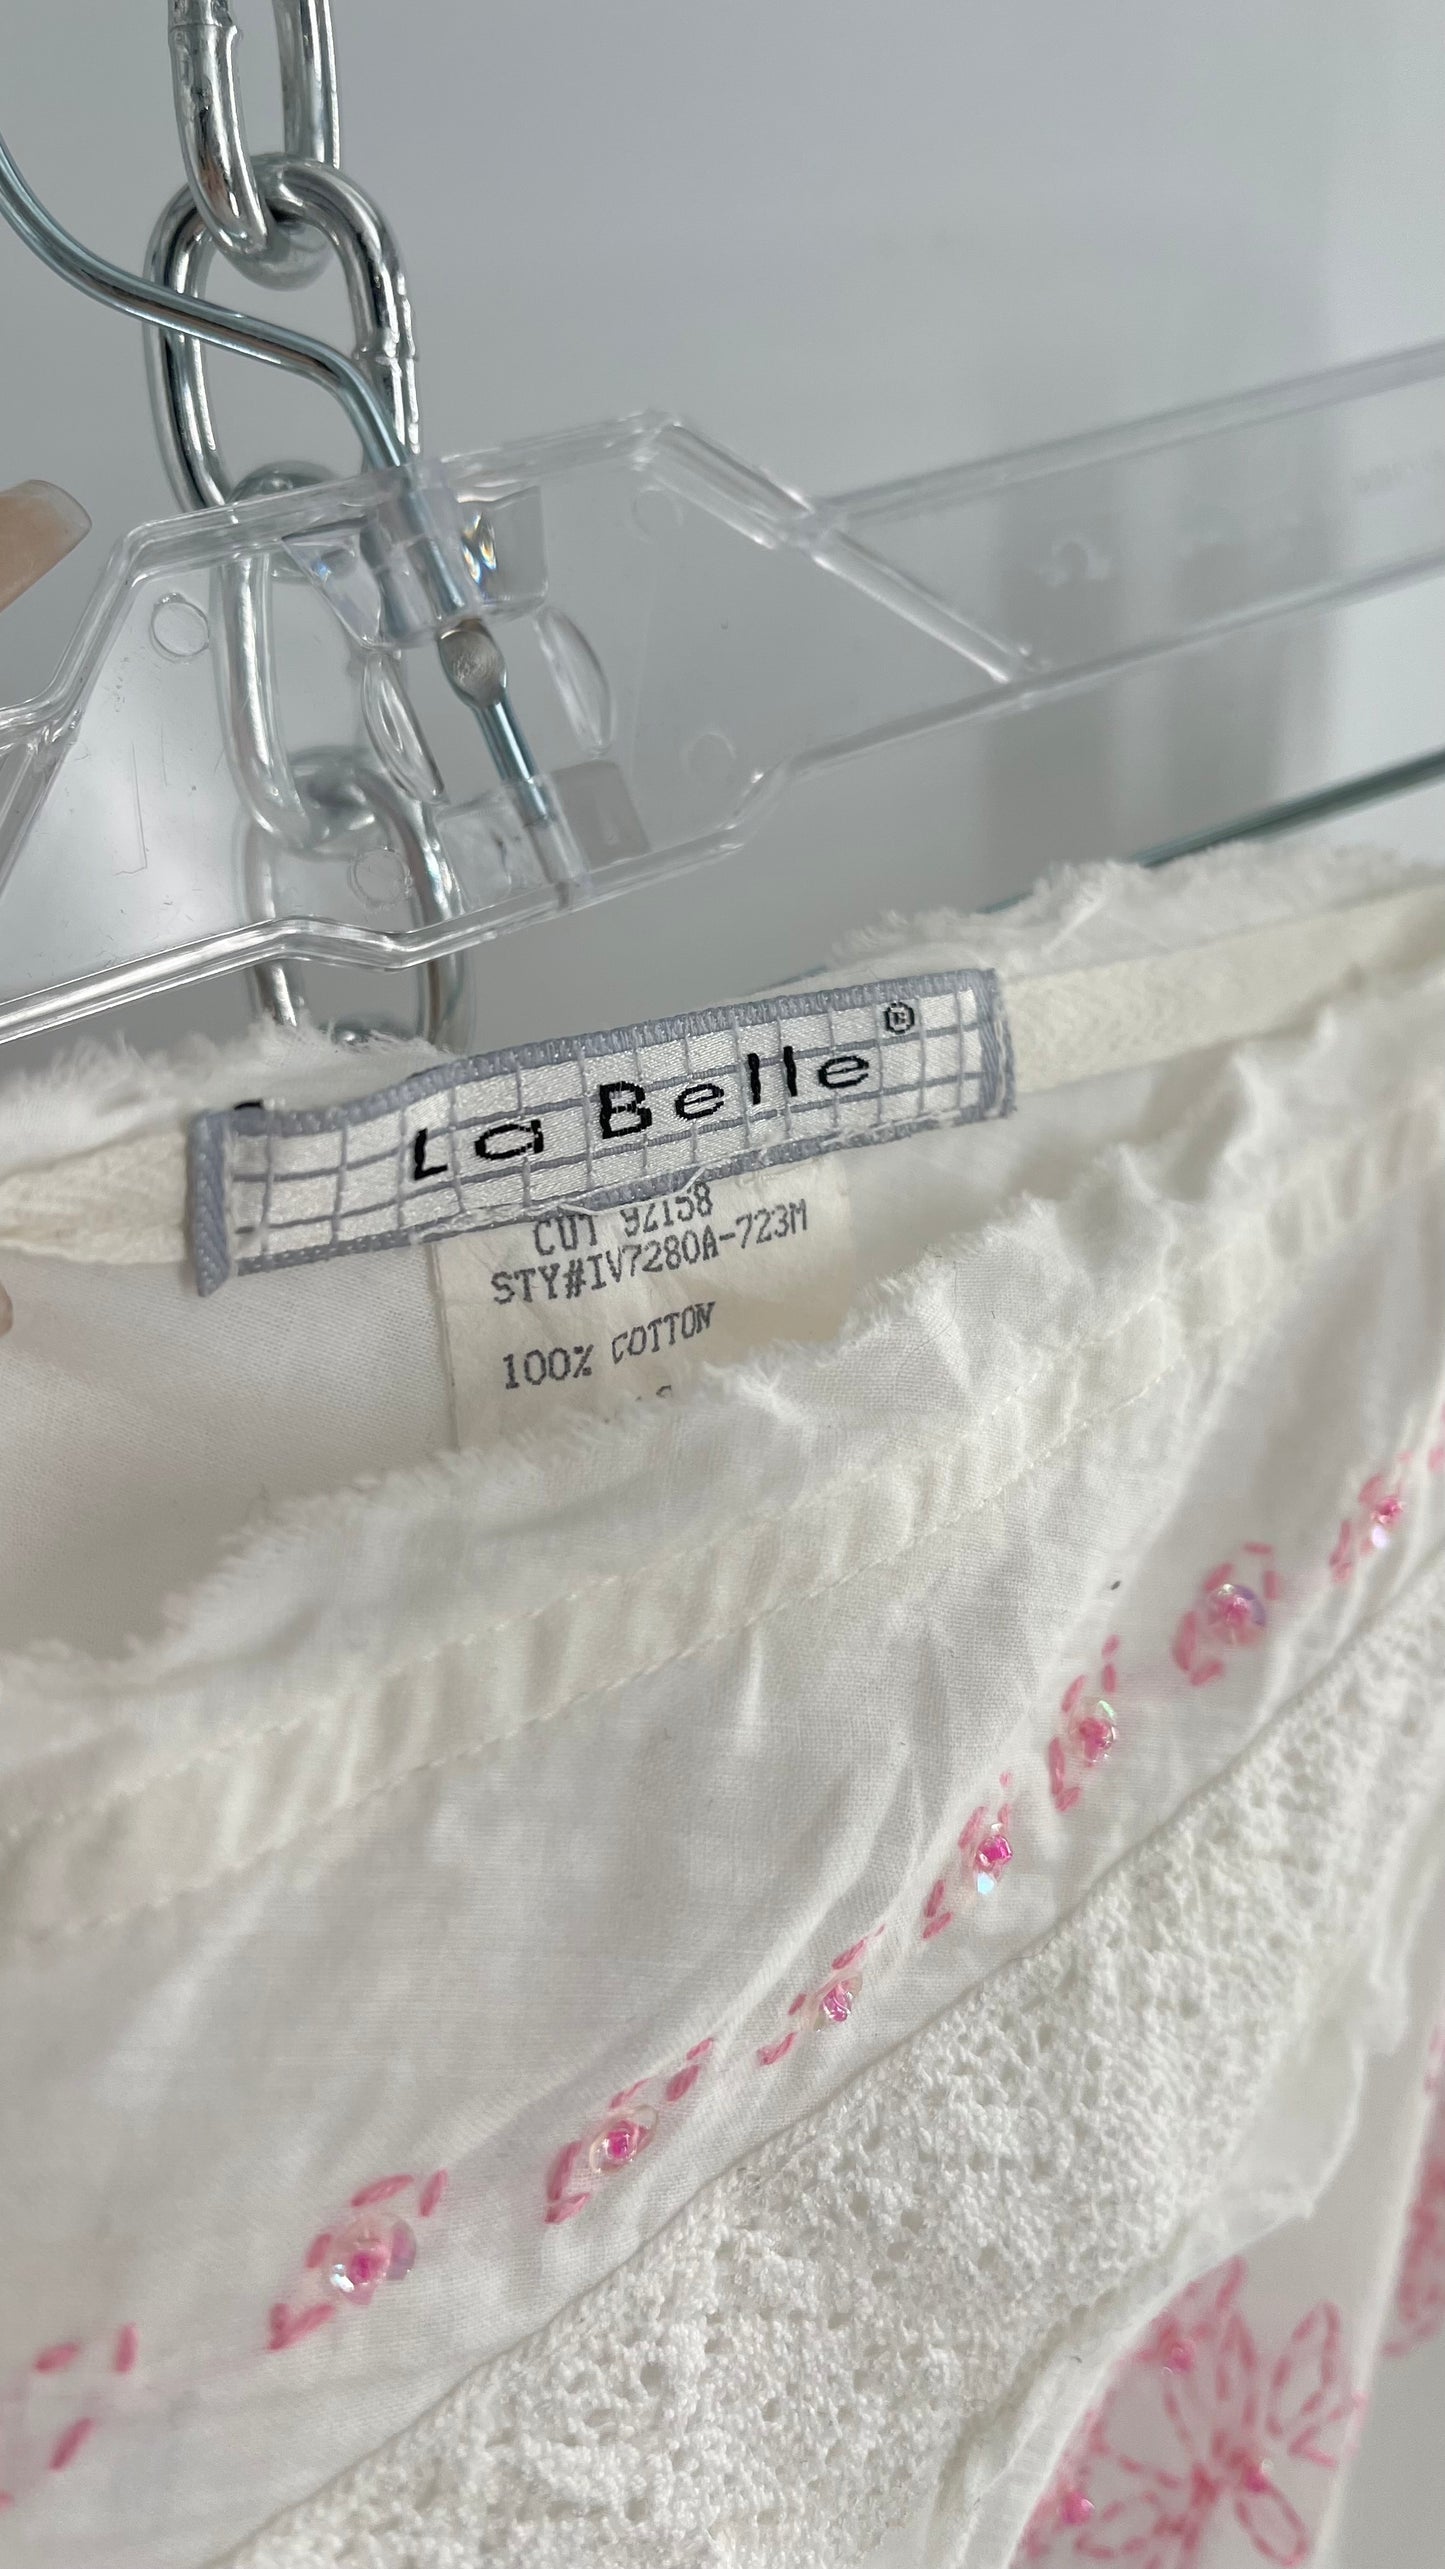 La Belle ®
CUT 92158
STY#IV7280A-723M
100% COTTON